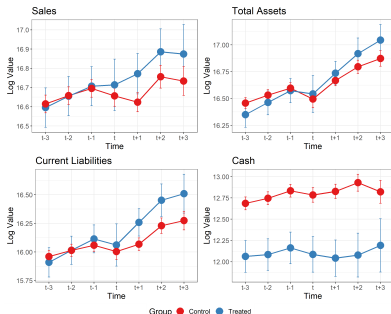 Sales
Log Value
17.0
16.9
16.8
16.7
16.6
16.5
t-3 t-2 t-1 t t+1 t+2 t+3
Time
Total Assets
Log Value
17.00
16.75
16.50
16.25
t-3 t-2 t-1 t t+1 t+2 t+3
Time
Current Liabilities
Log Value
16.50
16.25
16.00
15.75
t-3 t-2 t-1 t t+1 t+2 t+3
Time
Cash
Log Value
13.00
12.75
12.50
12.25
12.00
t-3 t-2 t-1 t t+1 t+2 t+3
Time
Group Control Treated